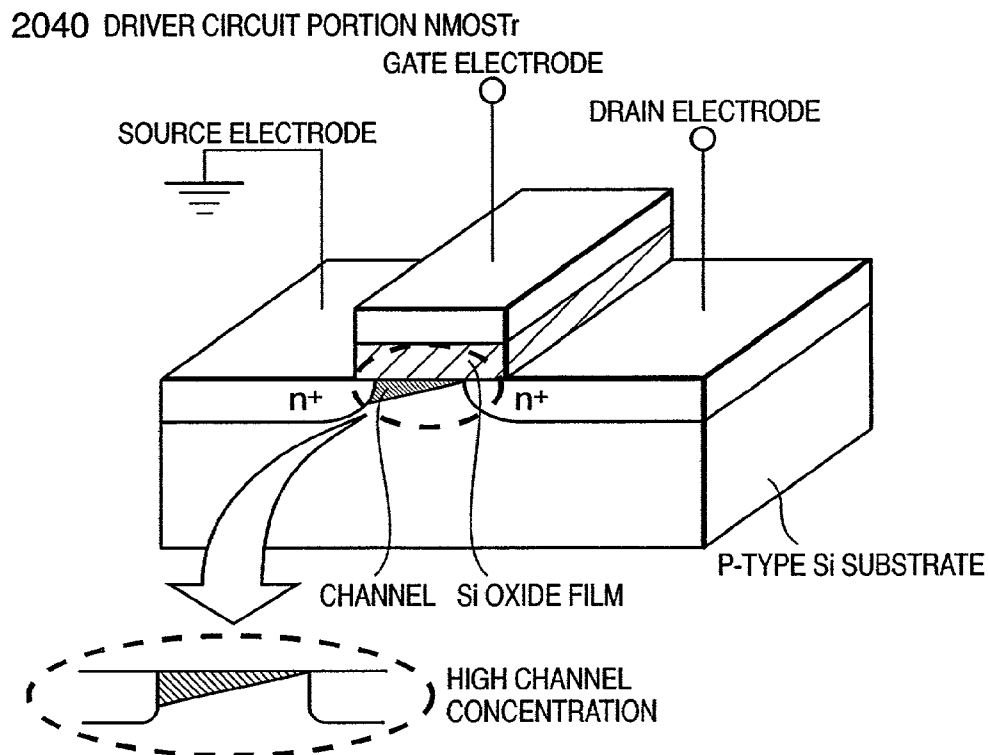 2040 DRIVER CIRCUIT PORTION NMOSTr
GATE ELECTRODE
DRAIN ELECTRODE
SOURCE ELECTRODE
n+
n+
P-TYPE Si SUBSTRATE
CHANNEL
Si OXIDE FILM
HIGH CHANNEL
CONCENTRATION